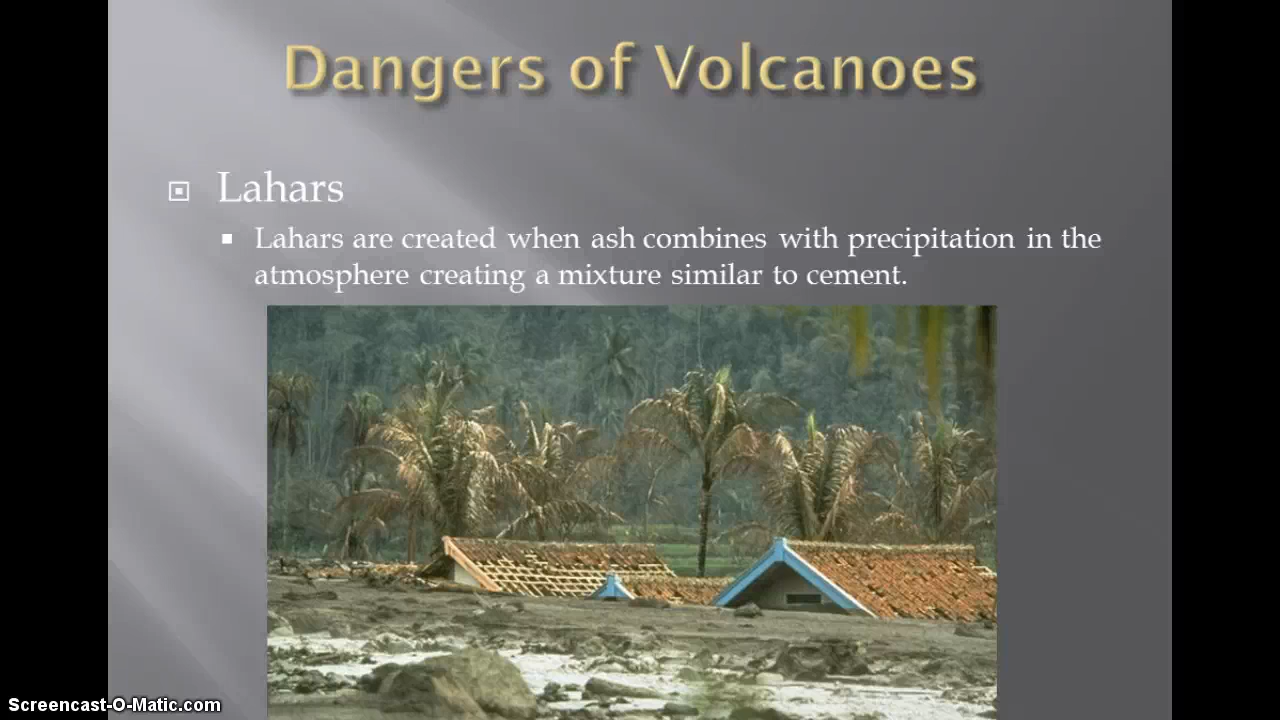 Dangers of Volcanoes
Lahars
Lahars are created when ash combines with precipitation in the
atmosphere creating a mixture similar to cement.
Screencast-O-Matic.com